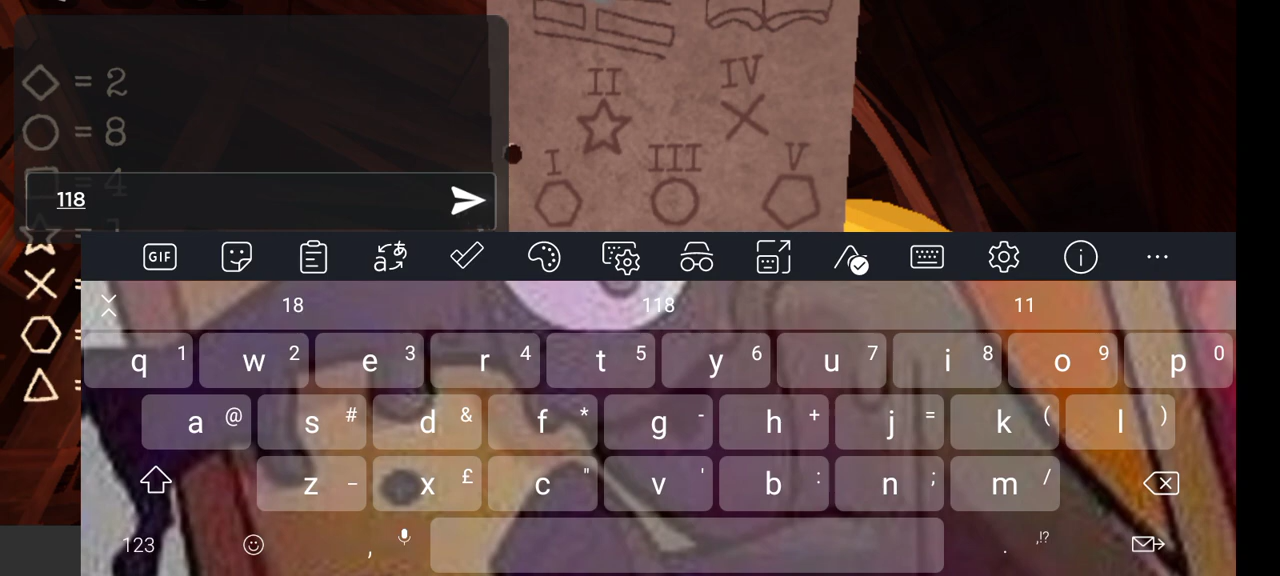 = 2
= 8
= 4
118
II
IV
I
III
V
=
=
=
GIF
18
118
11
q 1 w 2 e 3 r 4 t 5 y 6 u 7 i 8 o 9 p 0
a @ s # d & f * g - h + j = k ( l )
z _ x £ c " v ' b : n ; m /
123 , . ,!?